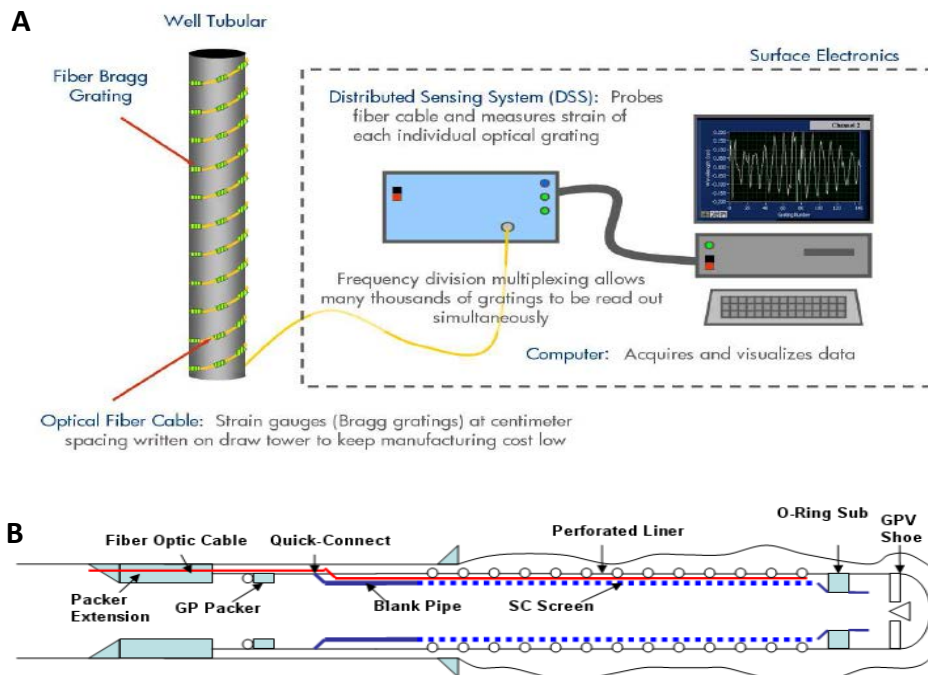 A
Well Tubular
Surface Electronics
Fiber Bragg
Grating
Distributed Sensing System (DSS): Probes
fiber cable and measures strain of
each individual optical grating
Channel 2
Grating Number
Frequency division multiplexing allows
many thousands of gratings to be read out
simultaneously
Computer: Acquires and visualizes data
Optical Fiber Cable: Strain gauges (Bragg gratings) at centimeter
spacing written on draw tower to keep manufacturing cost low
B
Fiber Optic Cable
Quick-Connect
Perforated Liner
O-Ring Sub
GPV
Shoe
Packer
Extension
GP Packer
Blank Pipe
SC Screen